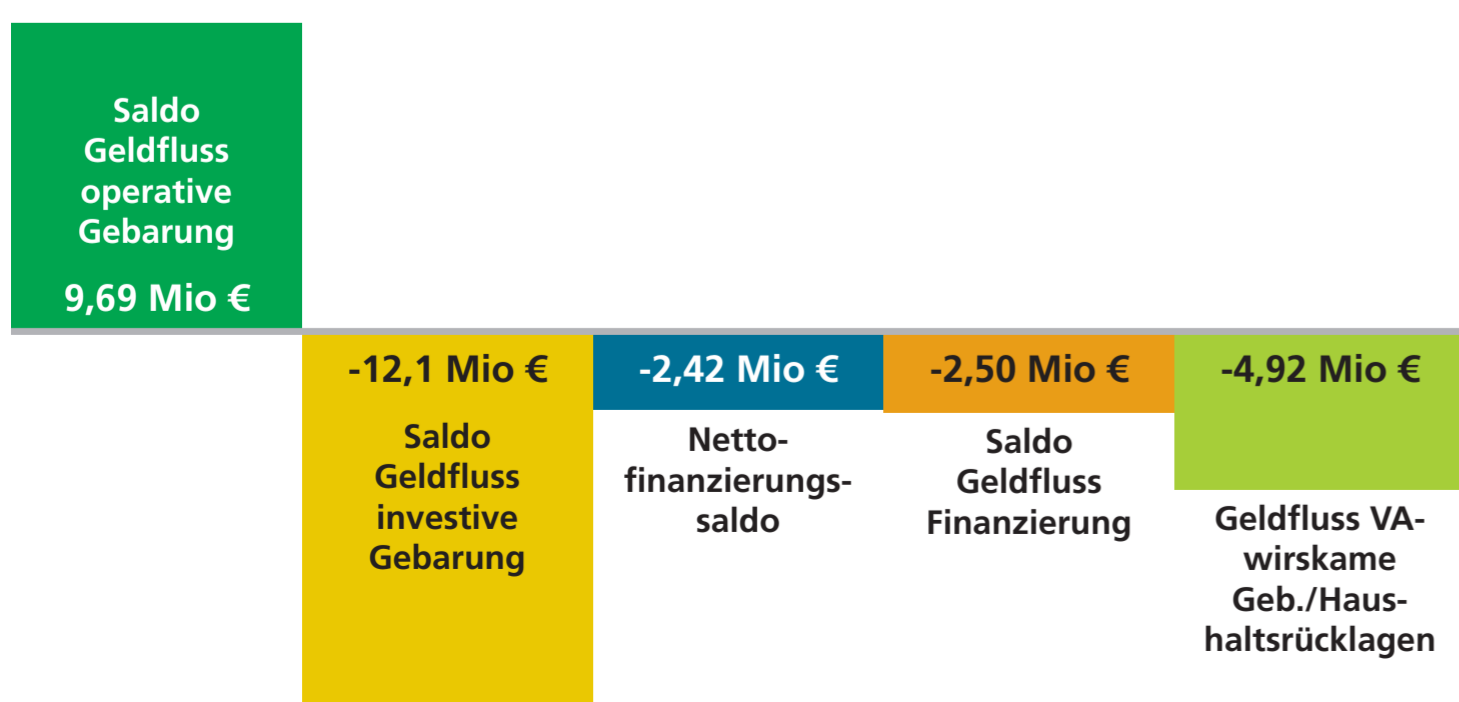 Saldo
Geldfluss
operative
Gebarung
9,69 Mio €
-12,1 Mio €
Saldo
Geldfluss
investive
Gebarung
-2,42 Mio €
Netto-
finanzierungs-
saldo
-2,50 Mio €
Saldo
Geldfluss
Finanzierung
-4,92 Mio €
Geldfluss VA-
wirskame
Geb./Haus-
haltsrücklagen